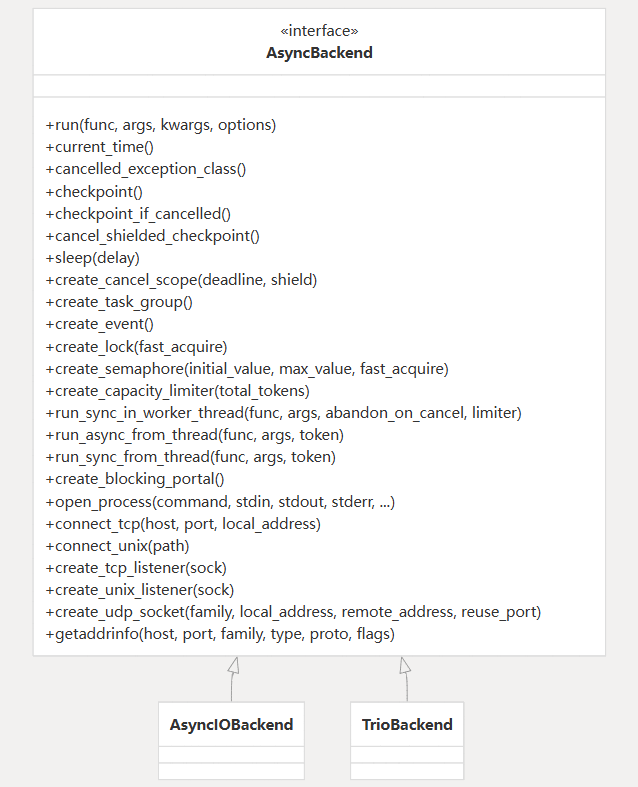 «interface»
AsyncBackend
+run(func, args, kwargs, options)
+current_time()
+cancelled_exception_class()
+checkpoint()
+checkpoint_if_cancelled()
+cancel_shielded_checkpoint()
+sleep(delay)
+create_cancel_scope(deadline, shield)
+create_task_group()
+create_event()
+create_lock(fast_acquire)
+create_semaphore(initial_value, max_value, fast_acquire)
+create_capacity_limiter(total_tokens)
+run_sync_in_worker_thread(func, args, abandon_on_cancel, limiter)
+run_async_from_thread(func, args, token)
+run_sync_from_thread(func, args, token)
+create_blocking_portal()
+open_process(command, stdin, stdout, stderr, ...)
+connect_tcp(host, port, local_address)
+connect_unix(path)
+create_tcp_listener(sock)
+create_unix_listener(sock)
+create_udp_socket(family, local_address, remote_address, reuse_port)
+getaddrinfo(host, port, family, type, proto, flags)
AsyncIOBackend
TrioBackend